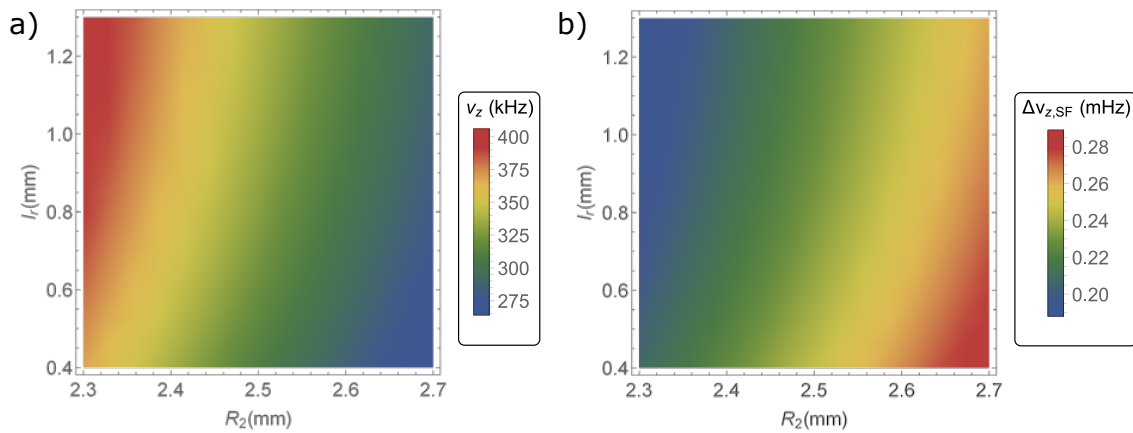 a)
1.2
1.0
0.8
0.6
0.4
l_r(mm)
2.3 2.4 2.5 2.6 2.7
R_2(mm)
ν_z (kHz)
400
375
350
325
300
275
b)
1.2
1.0
0.8
0.6
0.4
l_r(mm)
2.3 2.4 2.5 2.6 2.7
R_2(mm)
Δν_z,SF (mHz)
0.28
0.26
0.24
0.22
0.20